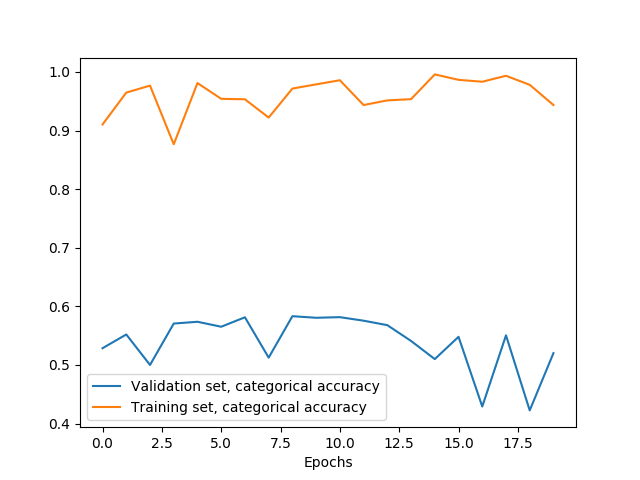 1.0
0.9
0.8
0.7
0.6
0.5
0.4
Validation set, categorical accuracy
Training set, categorical accuracy
0.0 2.5 5.0 7.5 10.0 12.5 15.0 17.5
Epochs